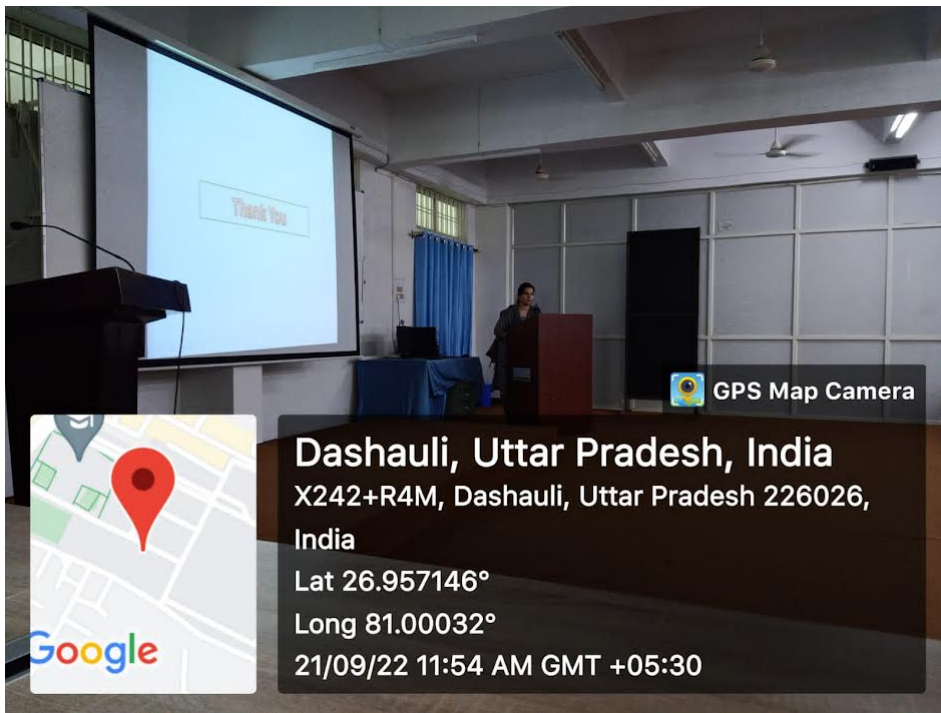 Thank You
GPS Map Camera
Dashauli, Uttar Pradesh, India
X242+R4M, Dashauli, Uttar Pradesh 226026,
India
Lat 26.957146°
Long 81.00032°
21/09/22 11:54 AM GMT +05:30
Google